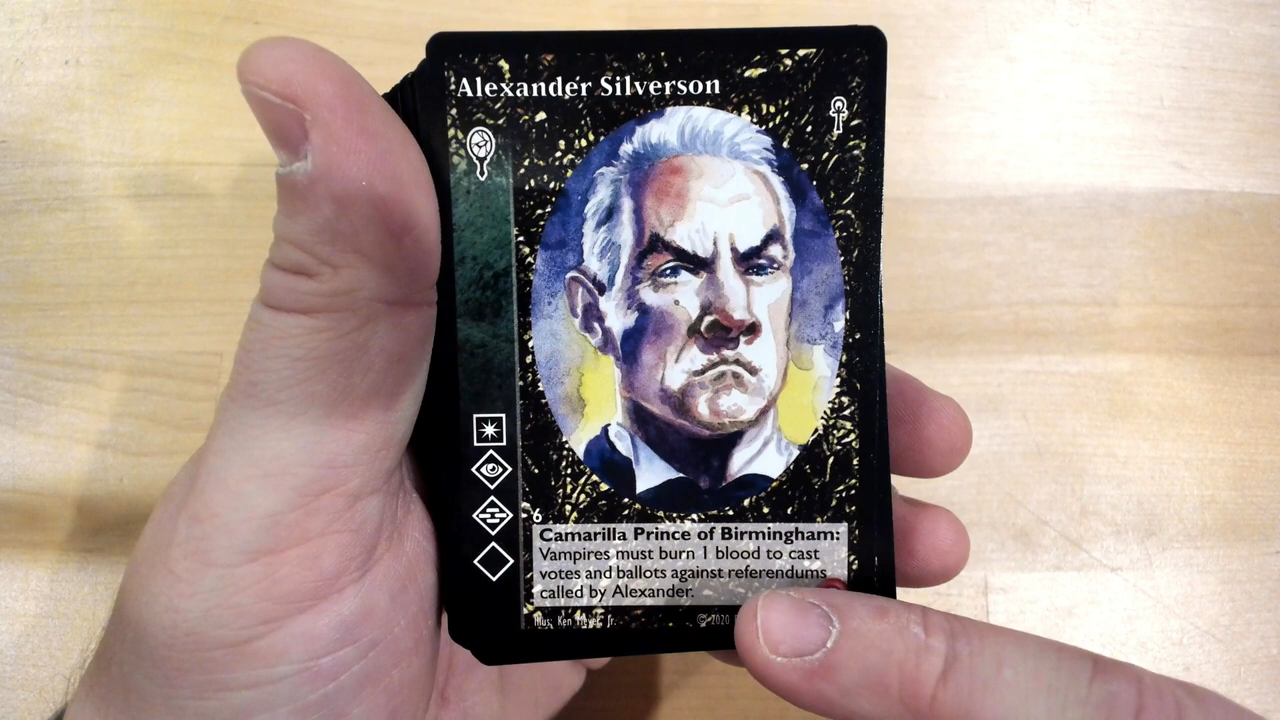 Alexander Silverson
6
Camarilla Prince of Birmingham:
Vampires must burn 1 blood to cast
votes and ballots against referendums
called by Alexander.
Illus: Ken Meyer, Jr.
© 2020